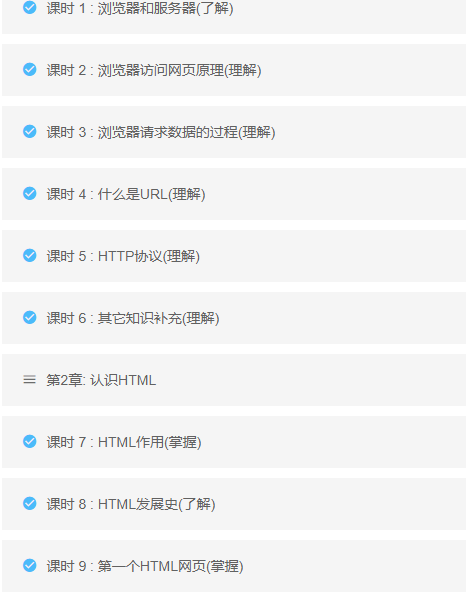 课时 1 : 浏览器和服务器(了解)
课时 2 : 浏览器访问网页原理(理解)
课时 3 : 浏览器请求数据的过程(理解)
课时 4 : 什么是URL(理解)
课时 5 : HTTP协议(理解)
课时 6 : 其它知识补充(理解)
第2章: 认识HTML
课时 7 : HTML作用(掌握)
课时 8 : HTML发展史(了解)
课时 9 : 第一个HTML网页(掌握)